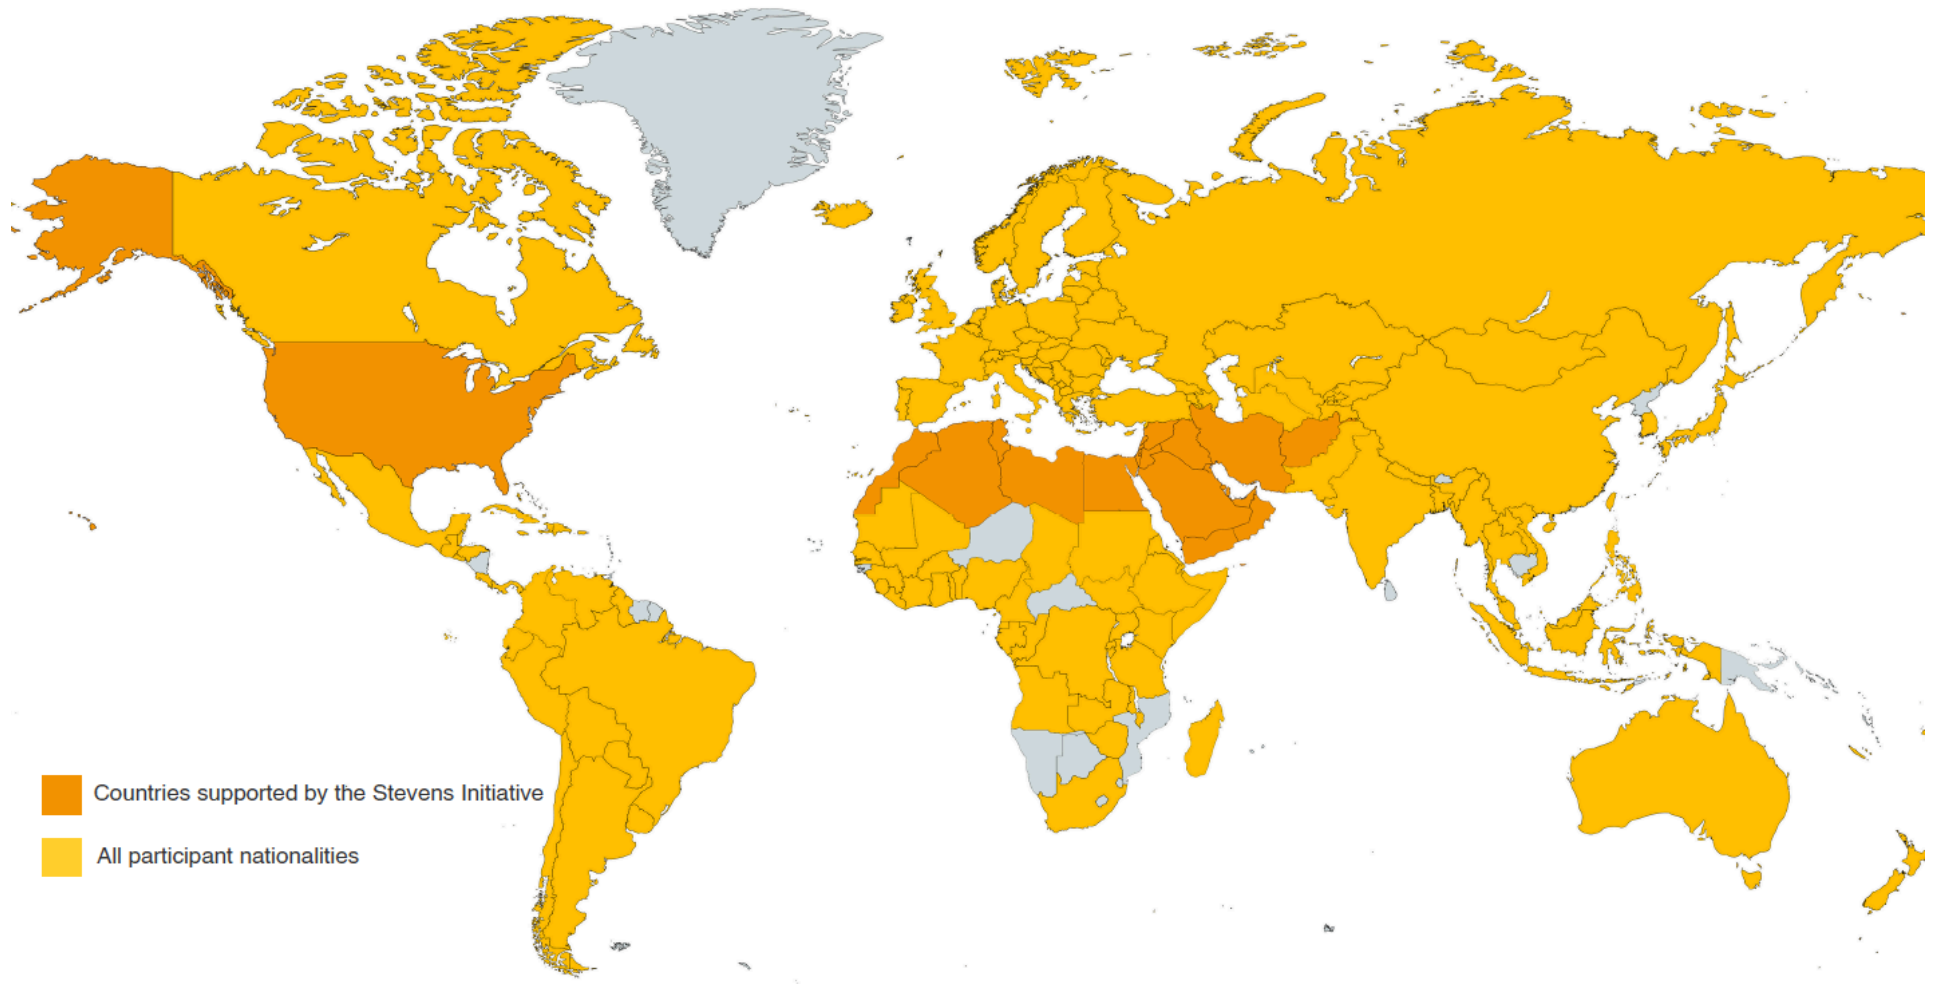 Countries supported by the Stevens Initiative
All participant nationalities